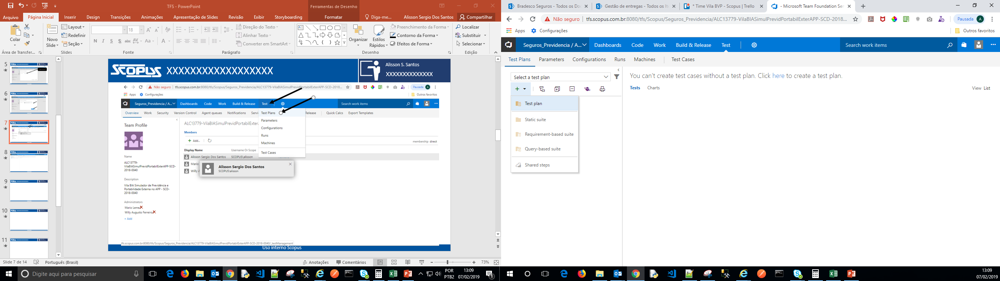 TFS - PowerPoint
Ferramentas de Desenho
Arquivo
Página Inicial
Inserir
Design
Transições
Animações
Apresentação de Slides
Revisão
Exibir
Storyboarding
Formatar
Diga-me...
Alisson Sergio Dos Santos
Compartilhar
Colar
Novo
Slide
Layout
Redefinir
Seção
18
N I S S abc AV Aa A
Direção do Texto
Alinhar Texto
Converter em SmartArt
Organizar
Estilos
Rápidos
Preenchimento da Forma
Contorno da Forma
Efeitos de Forma
Localizar
Substituir
Selecionar
Área de Transfer...
Slides
Fonte
Parágrafo
Desenho
Edição
5
6
7
8
9
10
11
SCOPUS XXXXXXXXXXXXXXXXXX
Alisson S. Santos
XXXXXXXXXXXXXX
Não seguro | tfs.scopus.com.br:8080/tfs/Scopus/Seguros_Previdencia/ALC13779-VilaBIASimulPrevidPortabilExterAPP-SCD-2018...
Pausada A
Apps
Configurações
Outros favoritos
Seguros_Previdencia / A...
Dashboards
Code
Work
Build & Release
Test
Search work items
Overview
Work
Security
Version Control
Agent queues
Notifications
Servi
Test Plans
Release
Quick Calcs
Export Templates
Parameters
Configurations
Runs
Machines
Test Cases
Team Profile
ALC13779-VilaBIASimulPrevidPortabilExter
Members
Add...
membership direct
Display Name
Username Or Scope
Alisson Sergio Dos Santos
SCOPUS\alisson
Mario
Willy A
Alisson Sergio Dos Santos
SCOPUS\alisson
Name
ALC13779-
VilaBIASimulPrevidPortabilExterAPP-SCD-
2018-0040
Description
Vila BIA Simulador de Previdência e
Portabilidade Externa no APP - SCD-
2018-0040
Administrators
Mario Leme
Willy Augusto Ferreiro
+ Add
tfs.scopus.com.br:8080/tfs/Scopus/Seguros_Previdencia/ALC13779-VilaBIASimulPrevidPortabilExterAPP-SCD-2018-0040/_testManagement
Uso interno Scopus
Slide 7 de 14
Português (Brasil)
Anotações
Comentários
73%
Digite aqui para pesquisar
POR
PTB2
13:09
07/02/2019
1
Bradesco Seguros - Todos os Doc
Gestão de entregas - Todos os Ite
* Time Vila BVP - Scopus | Trello
- Microsoft Team Foundation Ser
Não seguro | tfs.scopus.com.br:8080/tfs/Scopus/Seguros_Previdencia/ALC13779-VilaBIASimulPrevidPortabilExterAPP-SCD-2018...
Pausada A
Apps
Configurações
Outros favoritos
Seguros_Previdencia / A...
Dashboards
Code
Work
Build & Release
Test
Search work items
Test Plans
Parameters
Configurations
Runs
Machines
Test Cases
Select a test plan
Test plan
Static suite
Requirement-based suite
Query-based suite
Shared steps
You can't create test cases without a test plan. Click here to create a test plan.
Tests
Charts
View List
13:09
07/02/2019